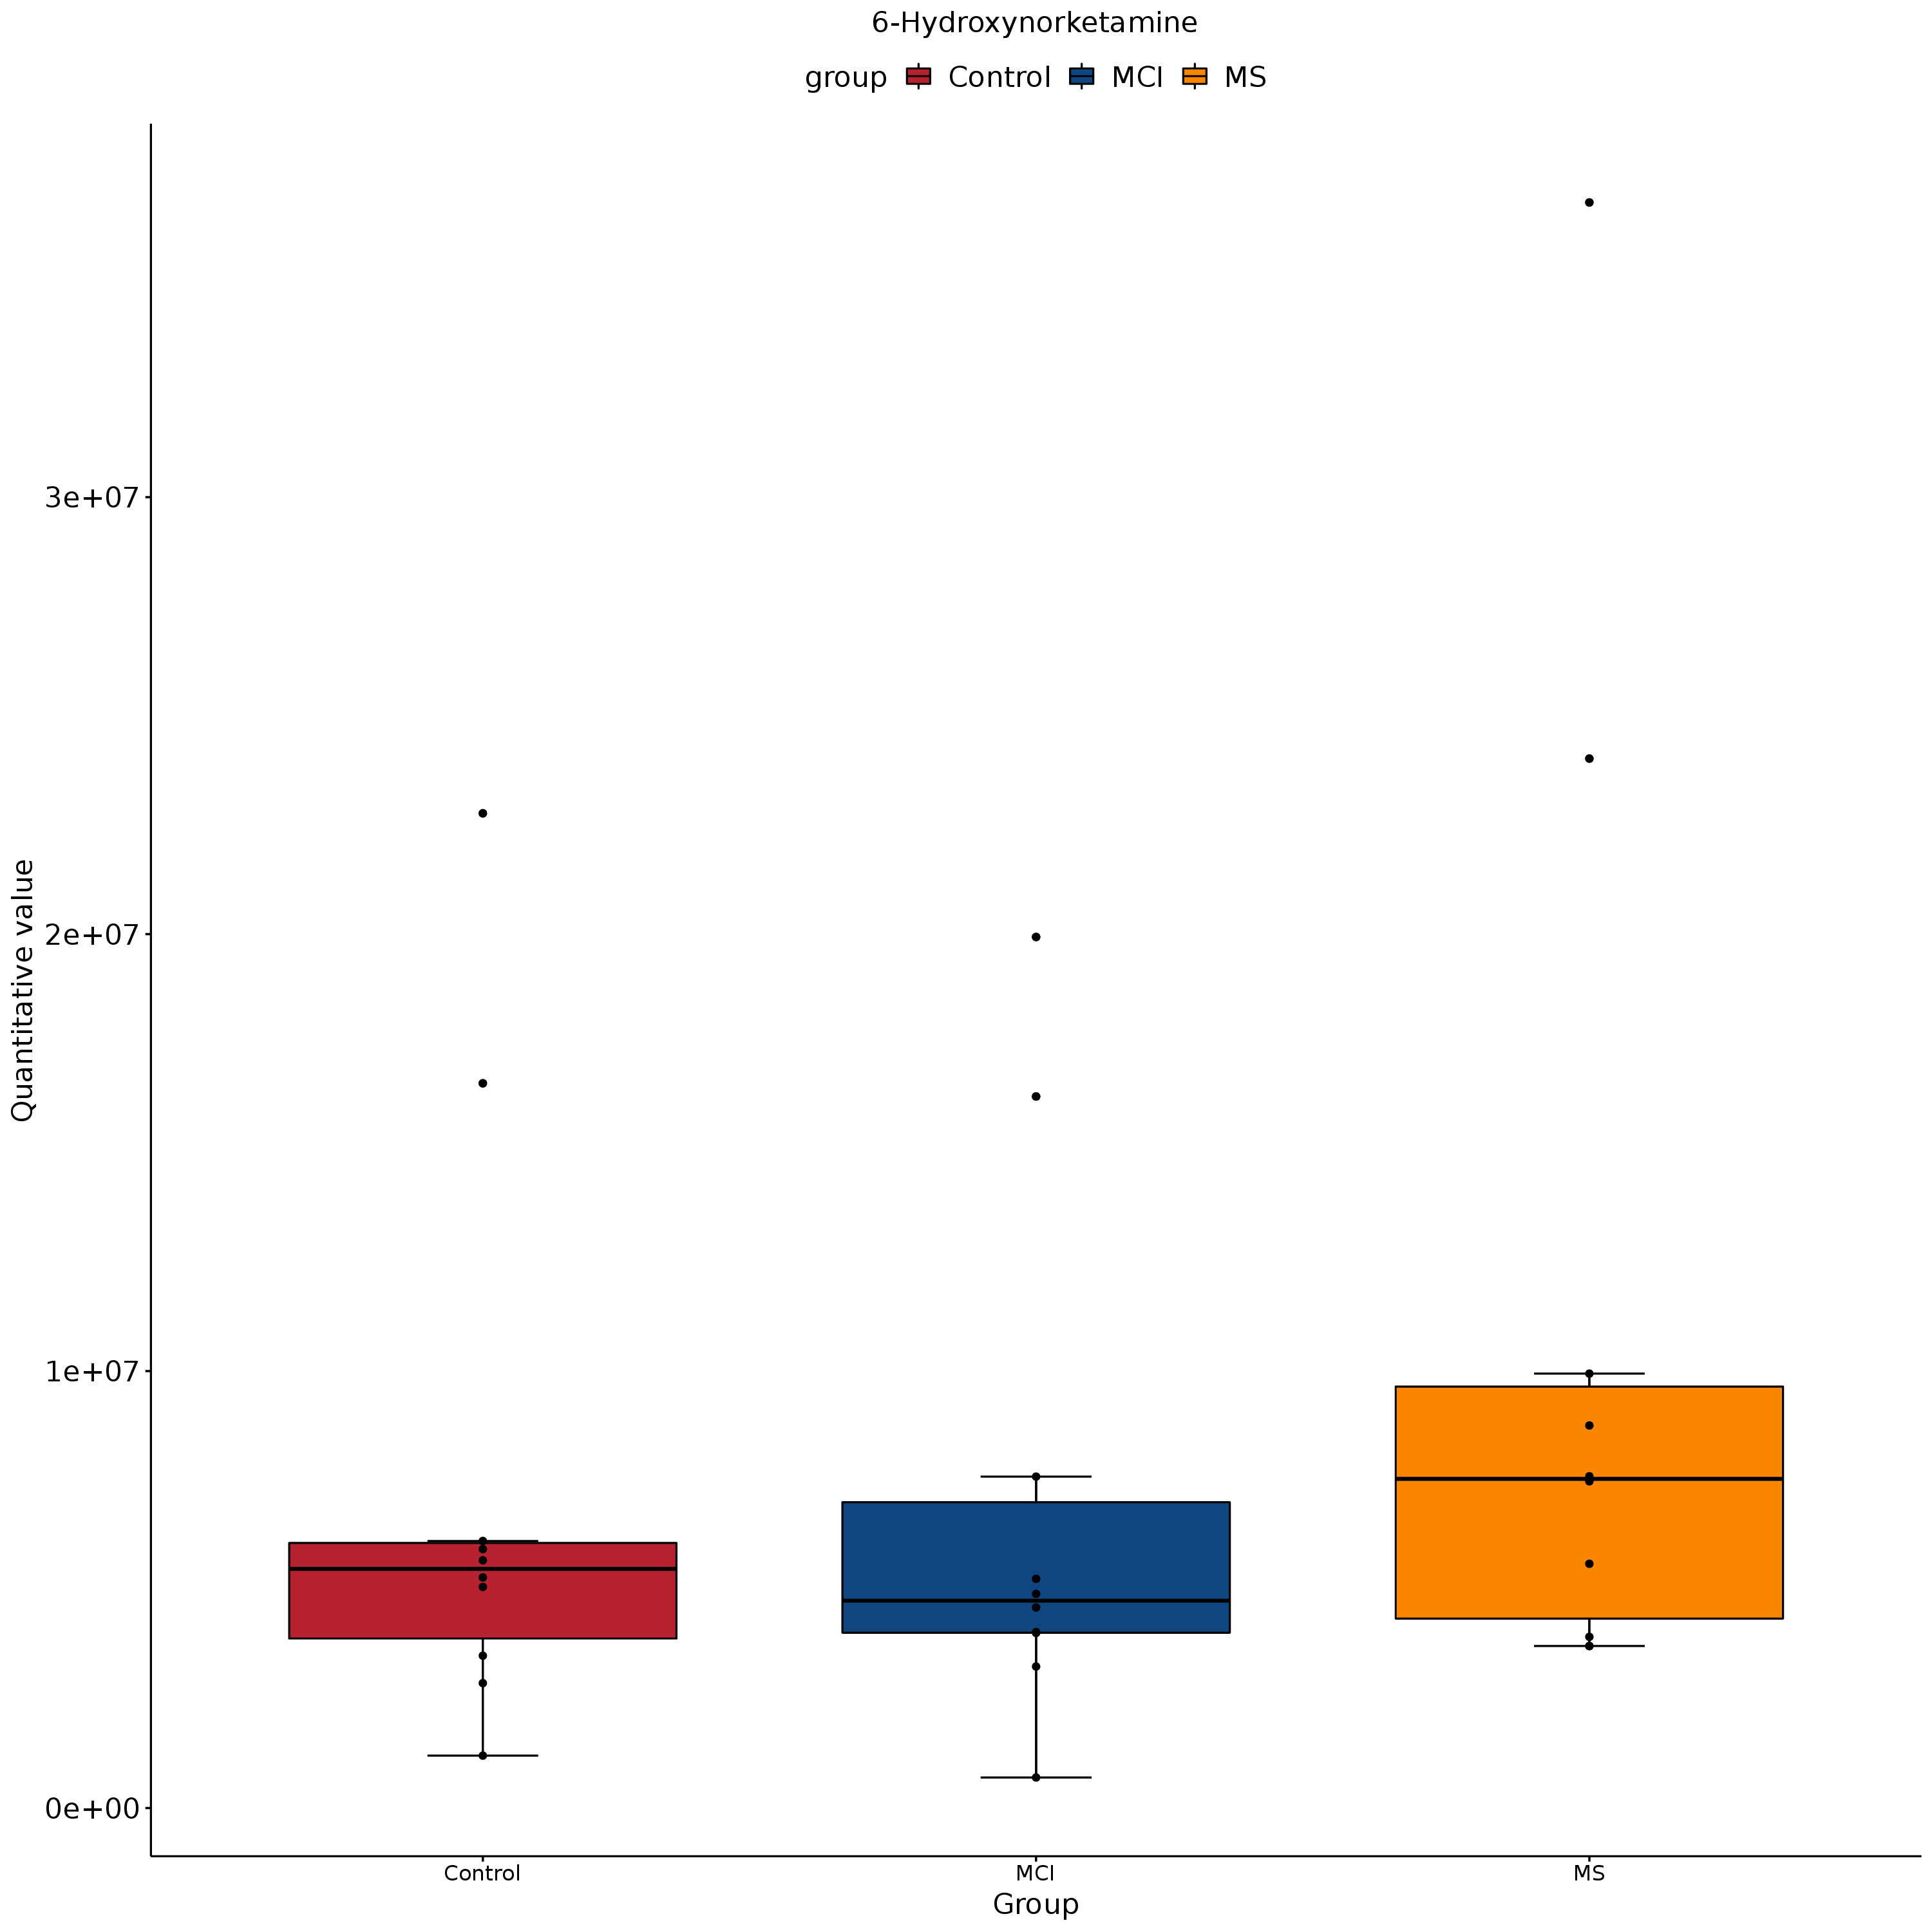 6-Hydroxynorketamine
group Control MCI MS
Quantitative value
3e+07
2e+07
1e+07
0e+00
Control MCI MS
Group